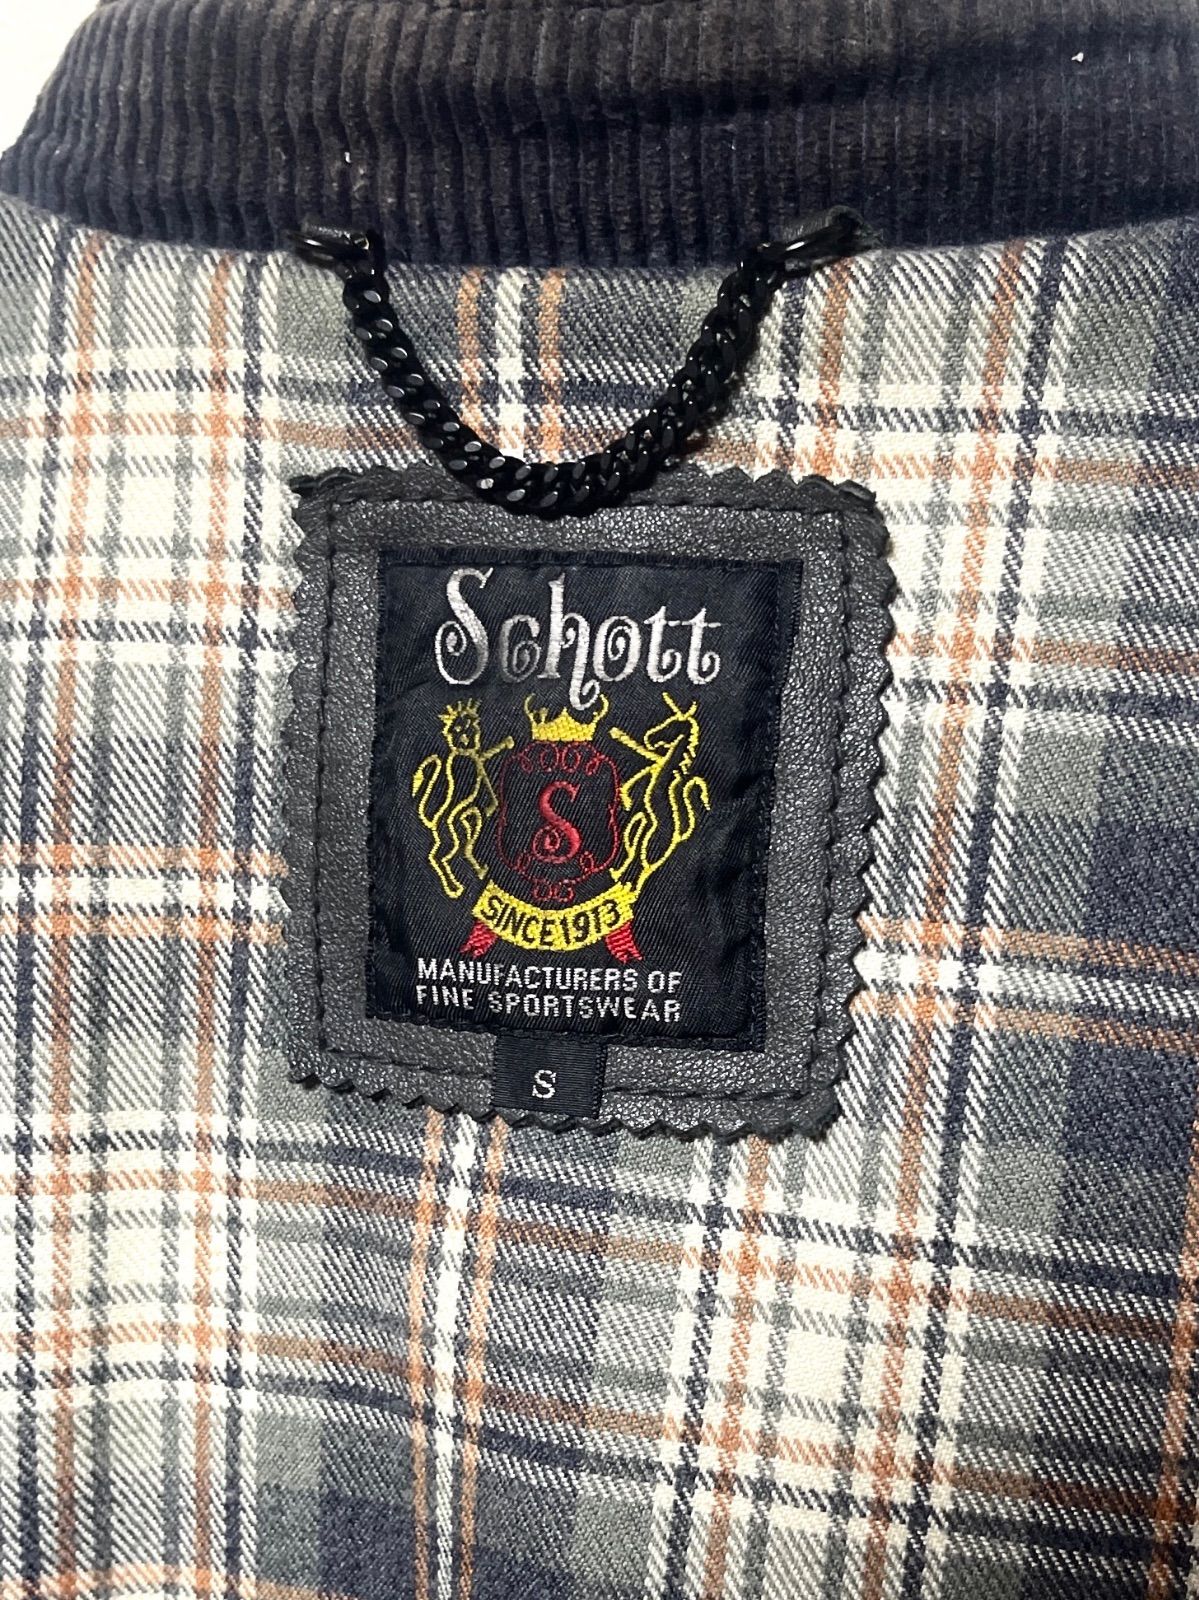 Schott
S
SINCE 1913
MANUFACTURERS OF
FINE SPORTSWEAR
S